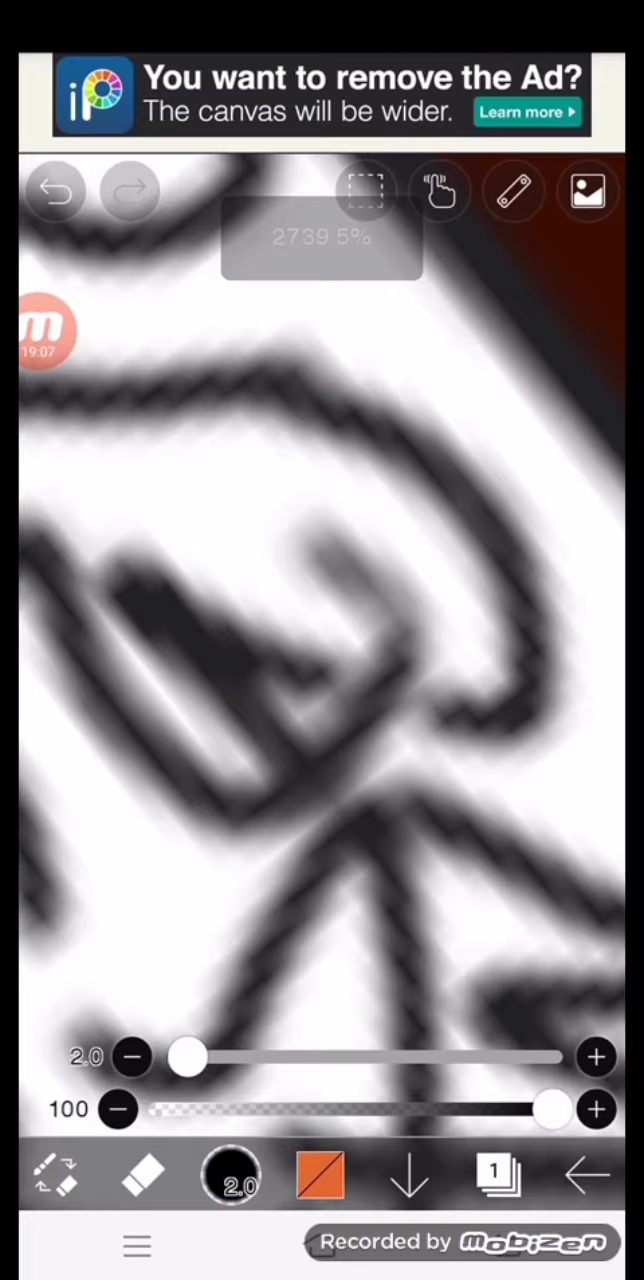 iP You want to remove the Ad?
The canvas will be wider. Learn more
2739.5%
19:07
2.0
100
2.0
1
Recorded by mobizen